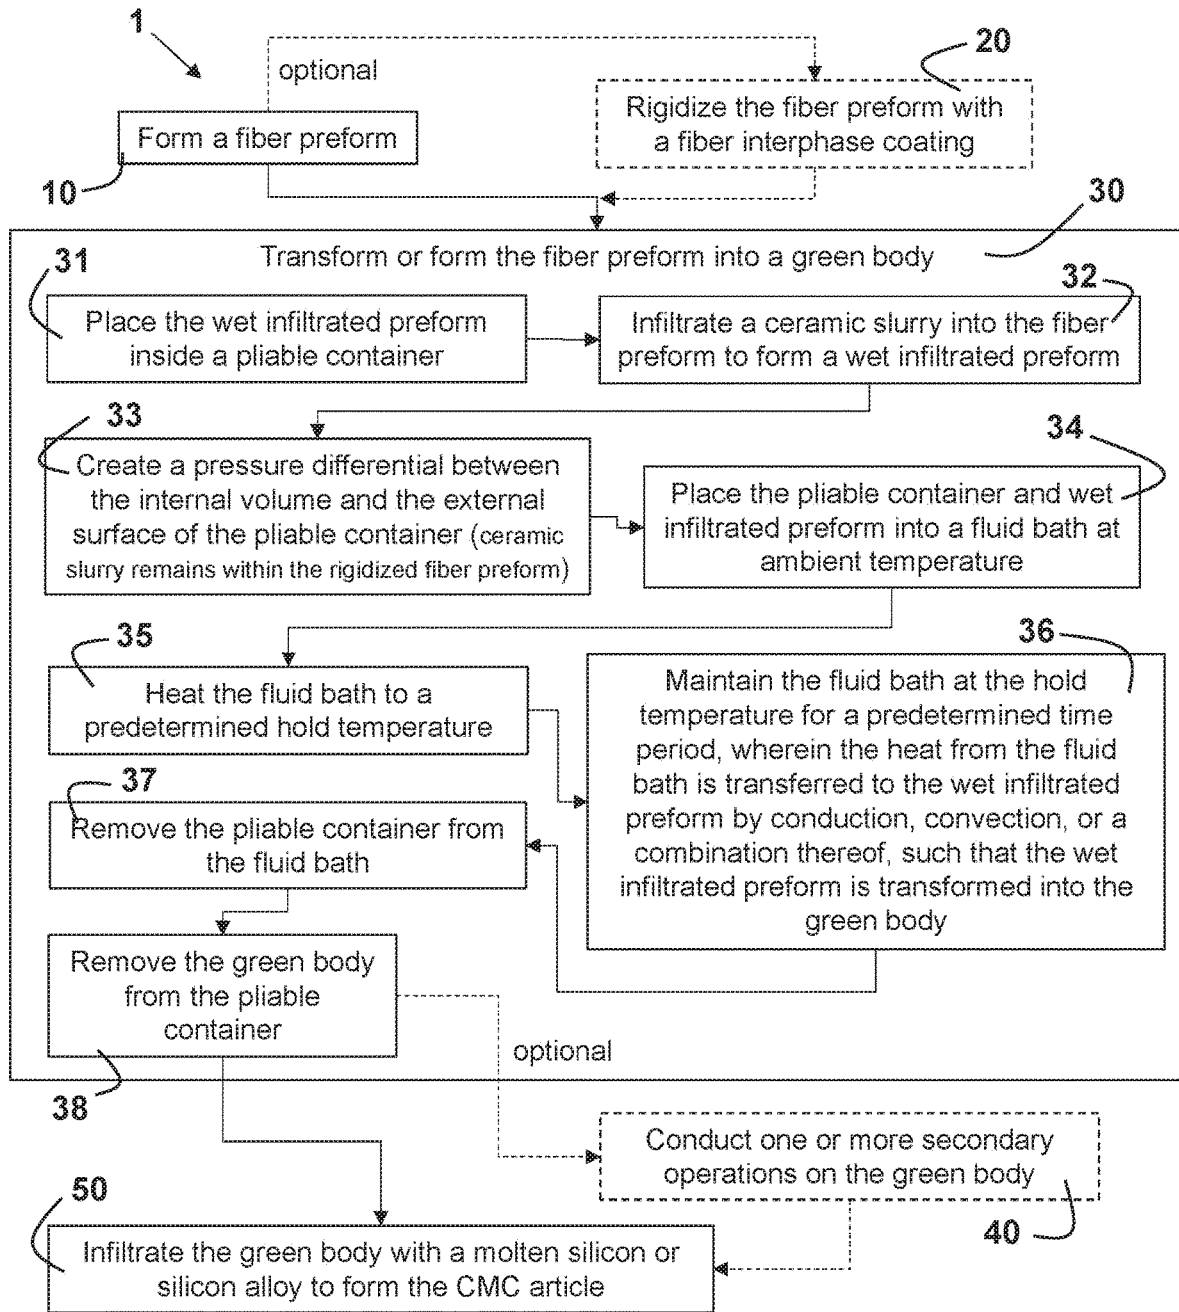 1
optional
20
Rigidize the fiber preform with
a fiber interphase coating
Form a fiber preform
10
30
Transform or form the fiber preform into a green body
31
Place the wet infiltrated preform
inside a pliable container
32
Infiltrate a ceramic slurry into the fiber
preform to form a wet infiltrated preform
33
Create a pressure differential between
the internal volume and the external
surface of the pliable container (ceramic
slurry remains within the rigidized fiber preform)
34
Place the pliable container and wet
infiltrated preform into a fluid bath at
ambient temperature
35
Heat the fluid bath to a
predetermined hold temperature
36
Maintain the fluid bath at the hold
temperature for a predetermined time
period, wherein the heat from the fluid
bath is transferred to the wet infiltrated
preform by conduction, convection, or a
combination thereof, such that the wet
infiltrated preform is transformed into the
green body
37
Remove the pliable container from
the fluid bath
Remove the green body
from the pliable
container
38
optional
Conduct one or more secondary
operations on the green body
40
50
Infiltrate the green body with a molten silicon or
silicon alloy to form the CMC article